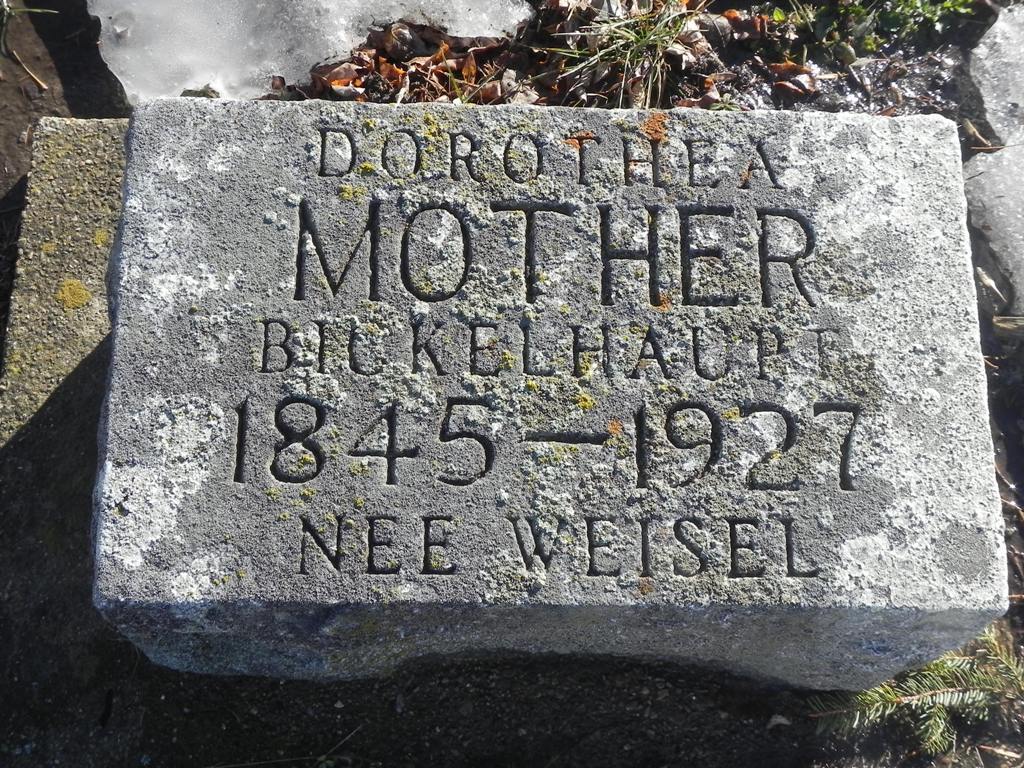 DOROTHEA
MOTHER
BICKELHAUPT
1845—1927
NEE WEISEL